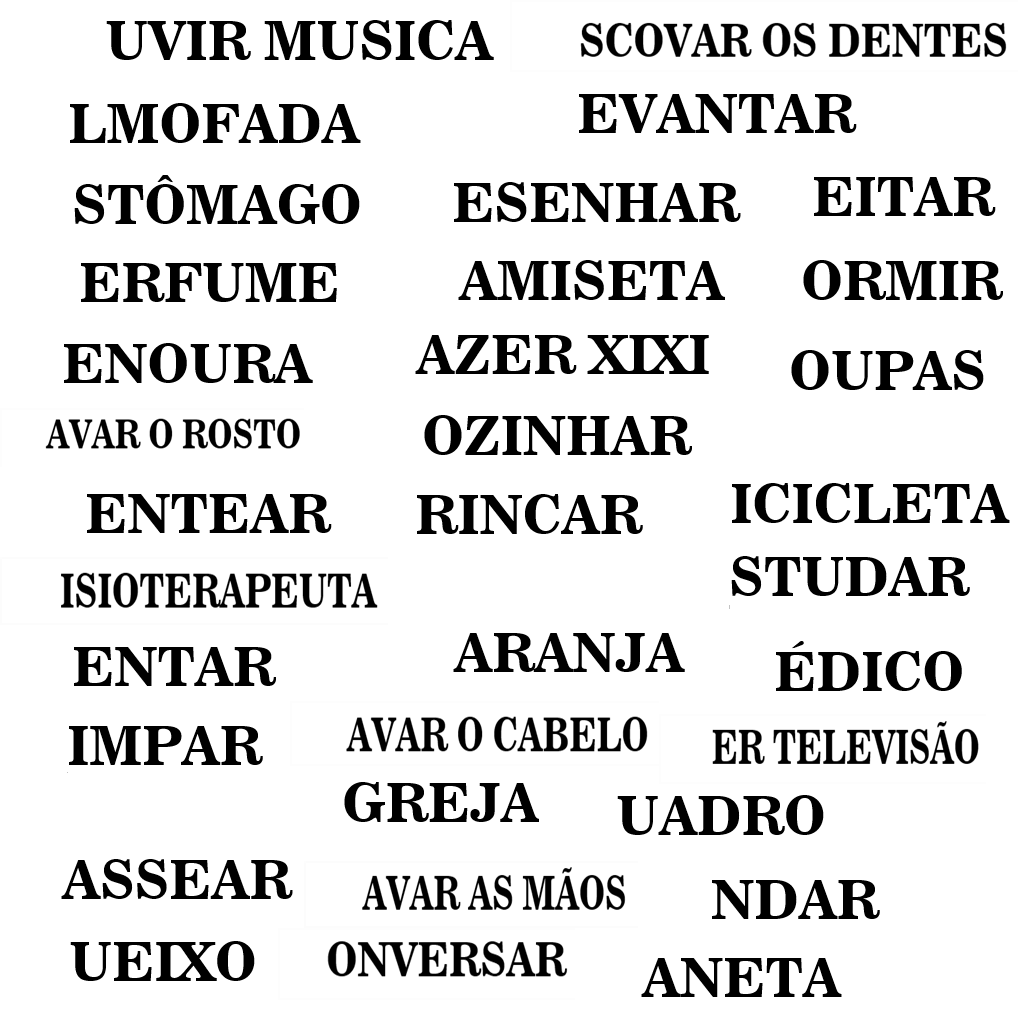 UVIR MUSICA
SCOVAR OS DENTES
LMOFADA
EVANTAR
STÔMAGO
ESENHAR
EITAR
ERFUME
AMISETA
ORMIR
ENOURA
AZER XIXI
OUPAS
AVAR O ROSTO
OZINHAR
ENTEAR
RINCAR
ICICLETA
ISIOTERAPEUTA
STUDAR
ENTAR
ARANJA
ÉDICO
IMPAR
AVAR O CABELO
ER TELEVISÃO
GREJA
UADRO
ASSEAR
AVAR AS MÃOS
NDAR
UEIXO
ONVERSAR
ANETA